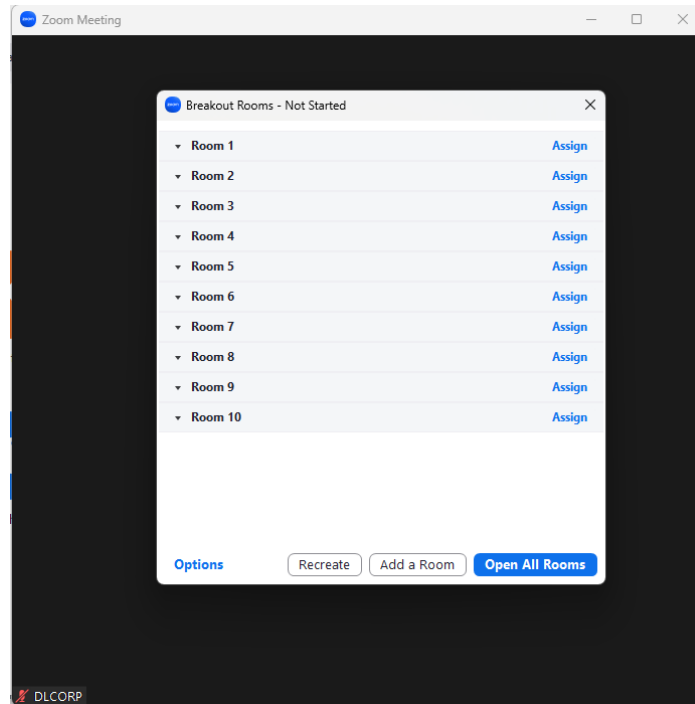 Zoom Meeting
Breakout Rooms - Not Started
Room 1 Assign
Room 2 Assign
Room 3 Assign
Room 4 Assign
Room 5 Assign
Room 6 Assign
Room 7 Assign
Room 8 Assign
Room 9 Assign
Room 10 Assign
Options Recreate Add a Room Open All Rooms
DLCORP